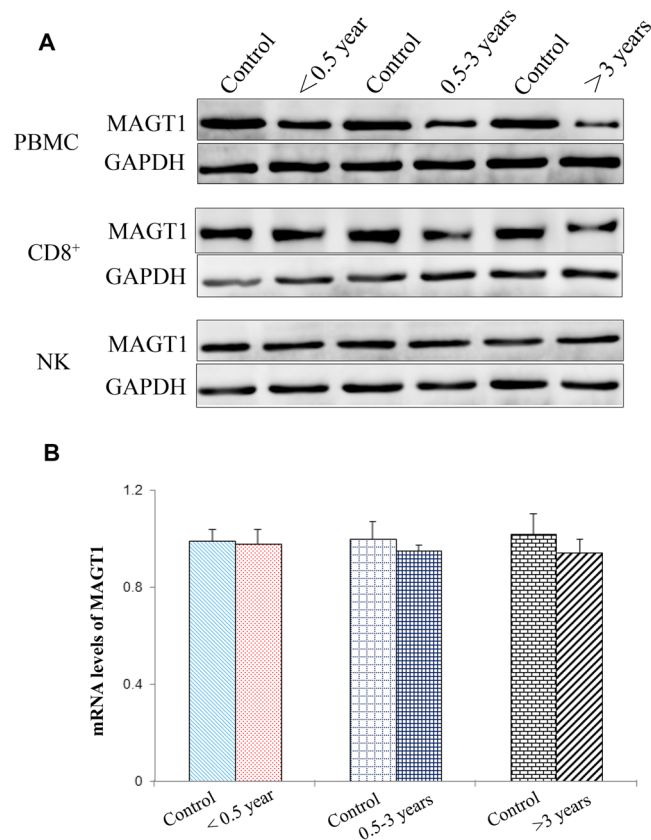 A
Control
<0.5 year
Control
0.5-3 years
Control
>3 years
PBMC
MAGT1
GAPDH
CD8⁺
MAGT1
GAPDH
NK
MAGT1
GAPDH
B
mRNA levels of MAGT1
1.2
0.8
0.4
0
Control
<0.5 year
Control
0.5-3 years
Control
>3 years